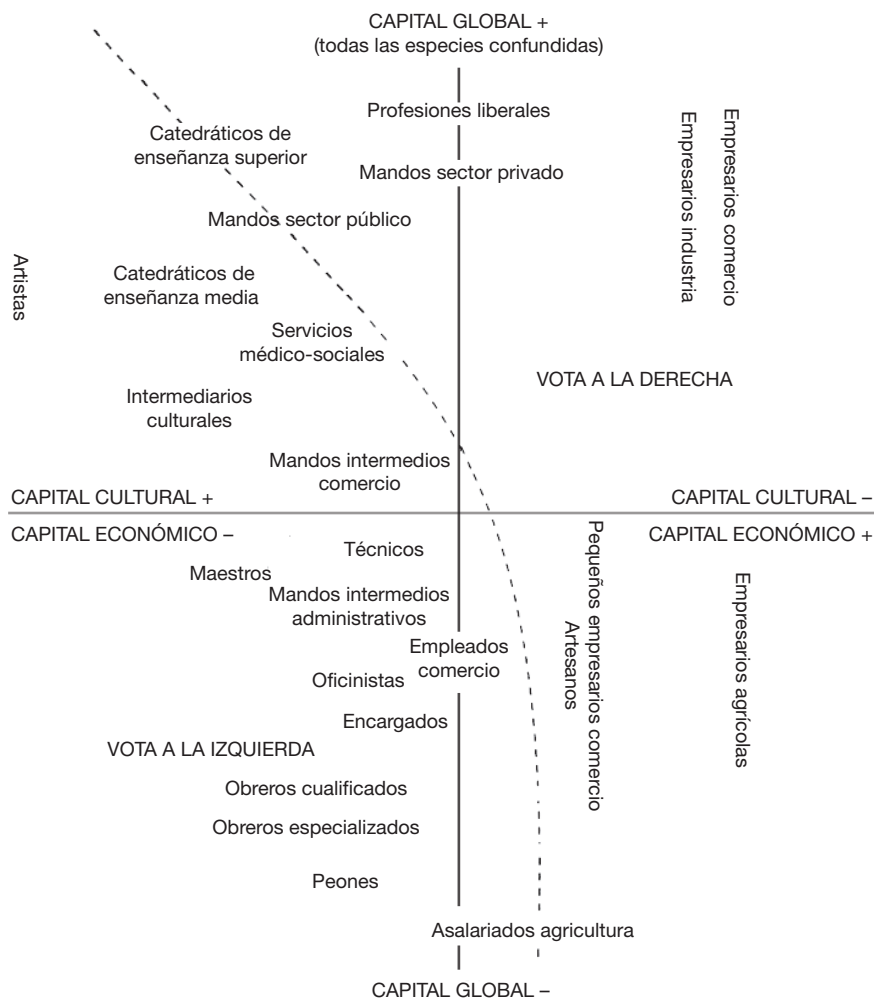 CAPITAL GLOBAL +
(todas las especies confundidas)
Profesiones liberales
Catedráticos de
enseñanza superior
Mandos sector privado
Empresarios comercio
Empresarios industria
Mandos sector público
Artistas
Catedráticos de
enseñanza media
Servicios
médico-sociales
VOTA A LA DERECHA
Intermediarios
culturales
Mandos intermedios
comercio
CAPITAL CULTURAL +
CAPITAL CULTURAL –
CAPITAL ECONÓMICO –
CAPITAL ECONÓMICO +
Técnicos
Maestros
Mandos intermedios
administrativos
Pequeños empresarios comercio
Artesanos
Empresarios agrícolas
Empleados
comercio
Oficinistas
Encargados
VOTA A LA IZQUIERDA
Obreros cualificados
Obreros especializados
Peones
Asalariados agricultura
CAPITAL GLOBAL –